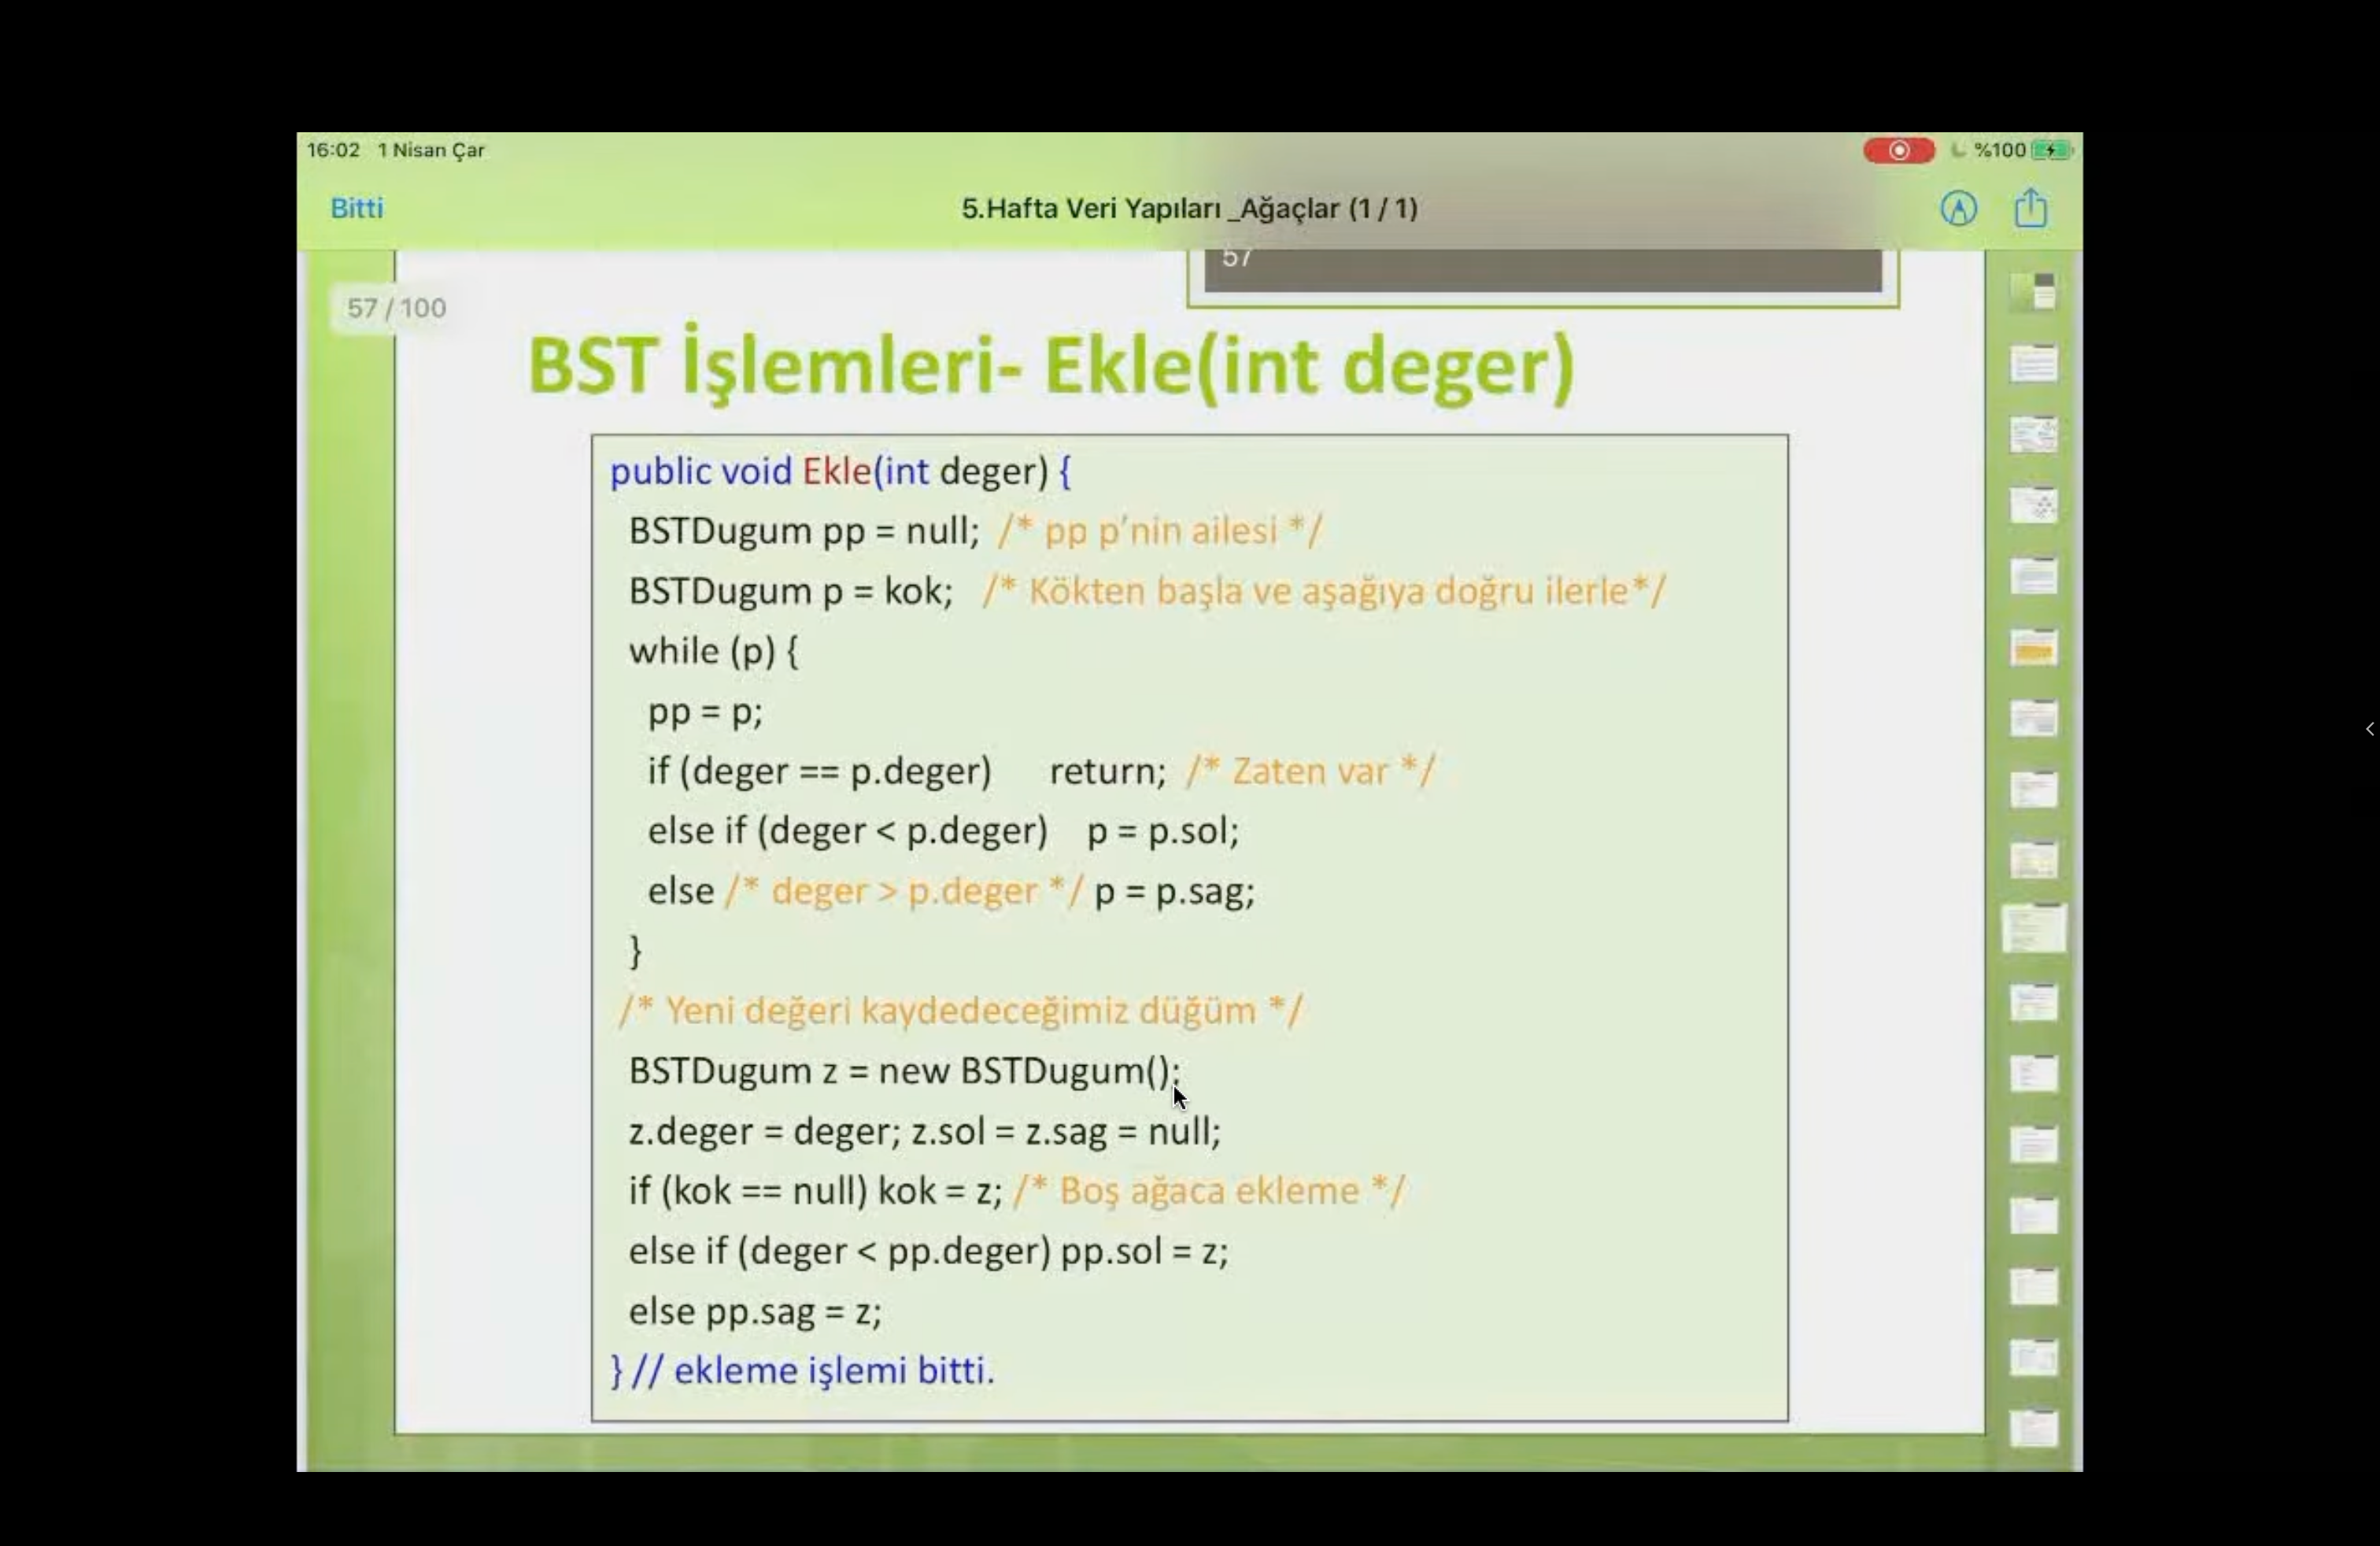 16:02 1 Nisan Çar
%100
Bitti
5.Hafta Veri Yapıları _Ağaçlar (1 / 1)
57
57 / 100
BST İşlemleri- Ekle(int deger)
public void Ekle(int deger) {
BSTDugum pp = null; /* pp p'nin ailesi */
BSTDugum p = kok; /* Kökten başla ve aşağıya doğru ilerle*/
while (p) {
pp = p;
if (deger == p.deger) return; /* Zaten var */
else if (deger < p.deger) p = p.sol;
else /* deger > p.deger */ p = p.sag;
}
/* Yeni değeri kaydedeceğimiz düğüm */
BSTDugum z = new BSTDugum();
z.deger = deger; z.sol = z.sag = null;
if (kok == null) kok = z; /* Boş ağaca ekleme */
else if (deger < pp.deger) pp.sol = z;
else pp.sag = z;
} // ekleme işlemi bitti.